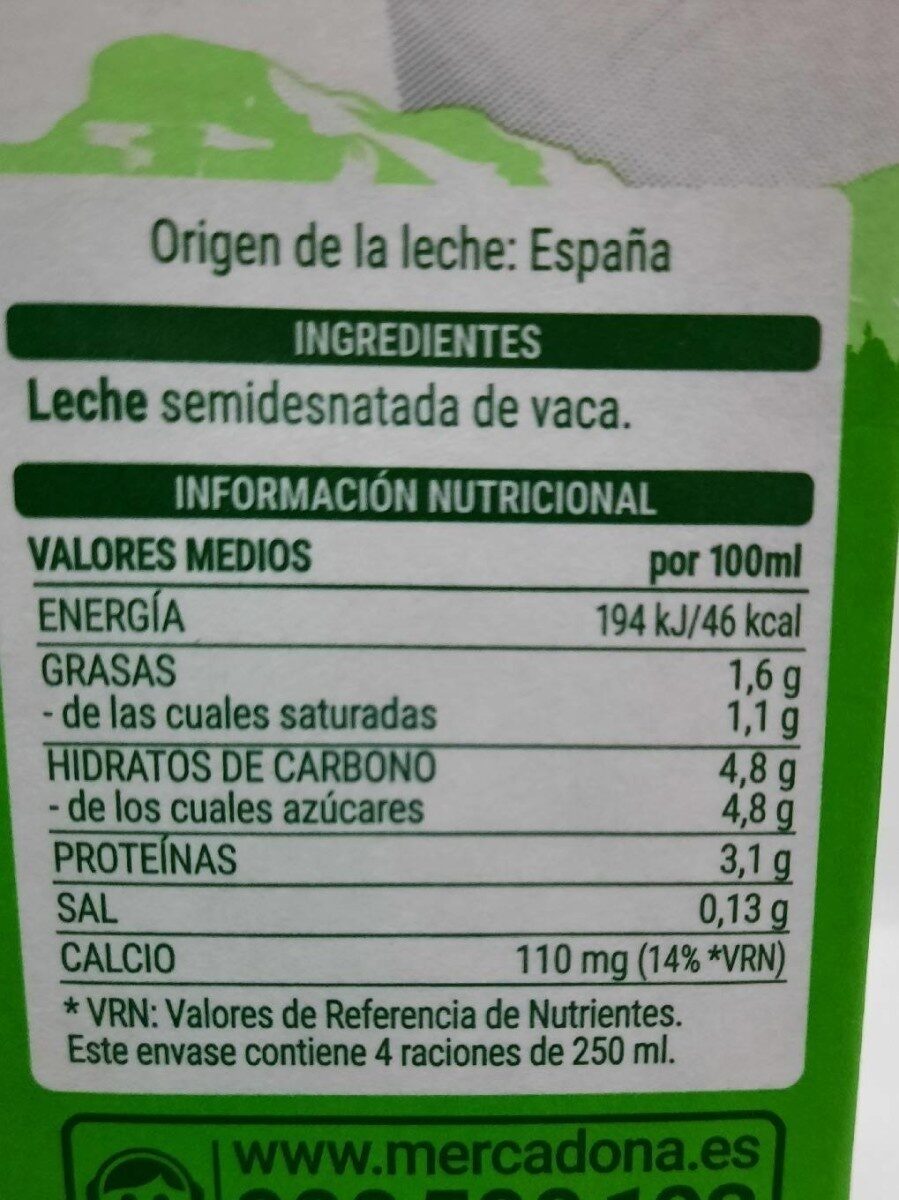 Origen de la leche: España
INGREDIENTES
Leche semidesnatada de vaca.
INFORMACIÓN NUTRICIONAL
VALORES MEDIOS por 100ml
ENERGÍA 194 kJ/46 kcal
GRASAS 1,6 g
- de las cuales saturadas 1,1 g
HIDRATOS DE CARBONO 4,8 g
- de los cuales azúcares 4,8 g
PROTEÍNAS 3,1 g
SAL 0,13 g
CALCIO 110 mg (14% *VRN)
* VRN: Valores de Referencia de Nutrientes.
Este envase contiene 4 raciones de 250 ml.
www.mercadona.es